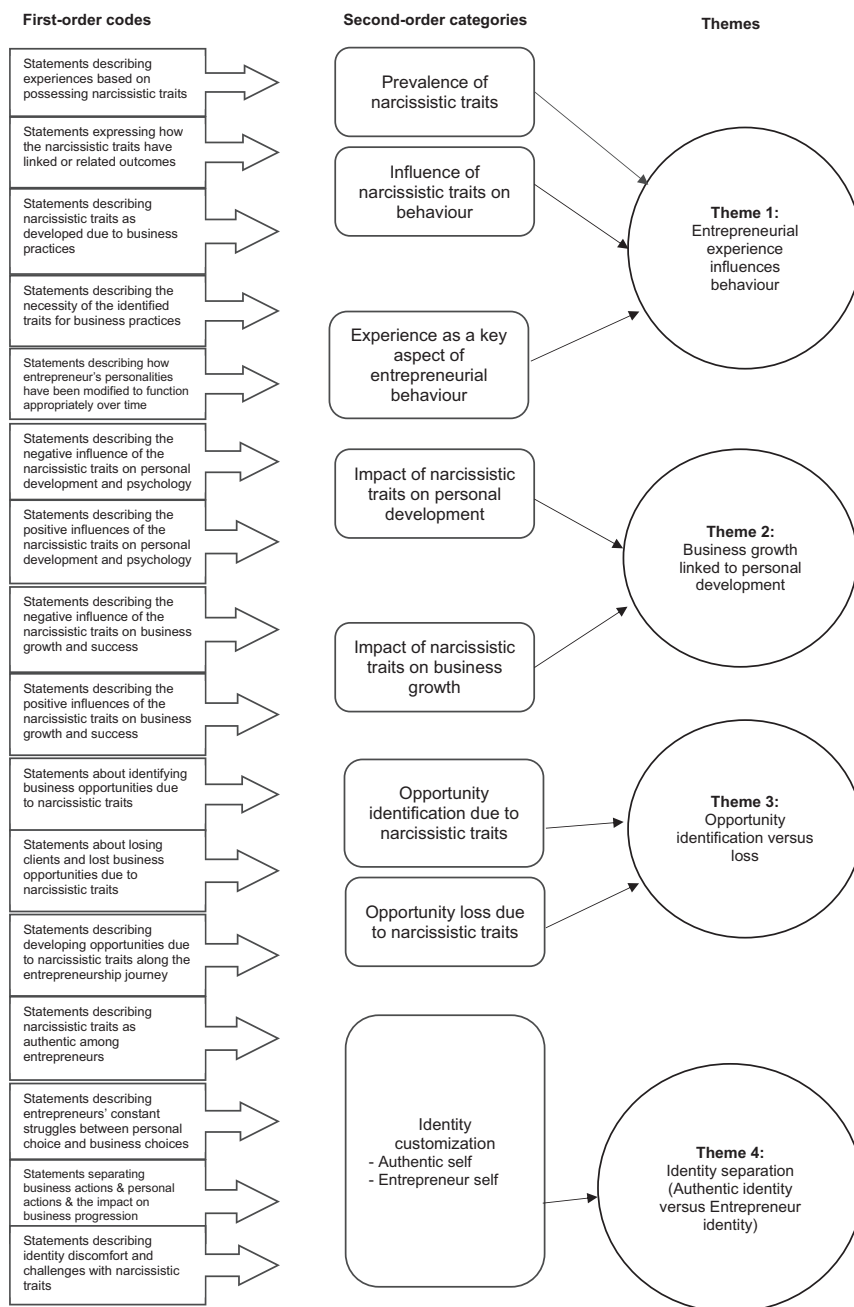 First-order codes
Second-order categories
Themes
Statements describing
experiences based on
possessing narcissistic traits
Statements expressing how
the narcissistic traits have
linked or related outcomes
Statements describing
narcissistic traits as
developed due to business
practices
Statements describing the
necessity of the identified
traits for business practices
Statements describing how
entrepreneur's personalities
have been modified to function
appropriately over time
Statements describing the
negative influence of the
narcissistic traits on personal
development and psychology
Statements describing the
positive influences of the
narcissistic traits on personal
development and psychology
Statements describing the
negative influence of the
narcissistic traits on business
growth and success
Statements describing the
positive influences of the
narcissistic traits on business
growth and success
Statements about identifying
business opportunities due
to narcissistic traits
Statements about losing
clients and lost business
opportunities due to
narcissistic traits
Statements describing
developing opportunities due
to narcissistic traits along the
entrepreneurship journey
Statements describing
narcissistic traits as
authentic among
entrepreneurs
Statements describing
entrepreneurs' constant
struggles between personal
choice and business choices
Statements separating
business actions & personal
actions & the impact on
business progression
Statements describing
identity discomfort and
challenges with narcissistic
traits
Prevalence of
narcissistic traits
Influence of
narcissistic traits on
behaviour
Experience as a key
aspect of
entrepreneurial
behaviour
Impact of narcissistic
traits on personal
development
Impact of narcissistic
traits on business
growth
Opportunity
identification due to
narcissistic traits
Opportunity loss due
to narcissistic traits
Identity
customization
- Authentic self
- Entrepreneur self
Theme 1:
Entrepreneurial
experience
influences
behaviour
Theme 2:
Business growth
linked to personal
development
Theme 3:
Opportunity
identification versus
loss
Theme 4:
Identity separation
(Authentic identity
versus Entrepreneur
identity)